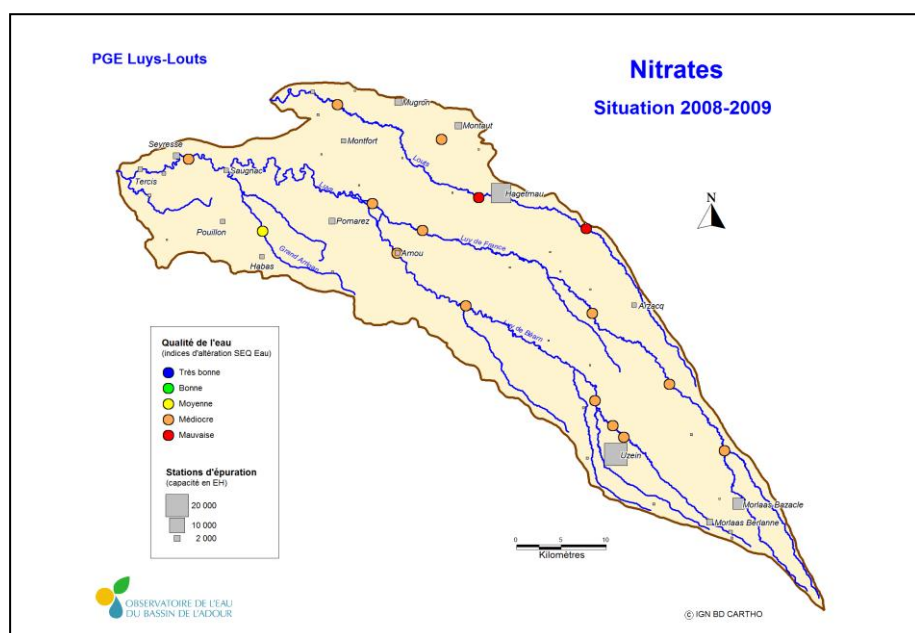 PGE Luys-Louts
Nitrates
Situation 2008-2009
Mugron
Montaut
Montfort
Seyresse
Louts
Tercis
Saugnac
Luys
Hagetmau
N
Pomarez
Pouillon
Luy de France
Amou
Grand Arrigan
Habas
Arzacq
Luy de Béarn
Qualité de l'eau
(indices d'altération SEQ Eau)
Très bonne
Bonne
Moyenne
Médiocre
Mauvaise
Uzein
Stations d'épuration
(capacité en EH)
20 000
10 000
2 000
Morlaas Bazacle
Morlaas Berlanne
0 5 10
Kilomètres
OBSERVATOIRE DE L'EAU
DU BASSIN DE L'ADOUR
© IGN BD CARTHO